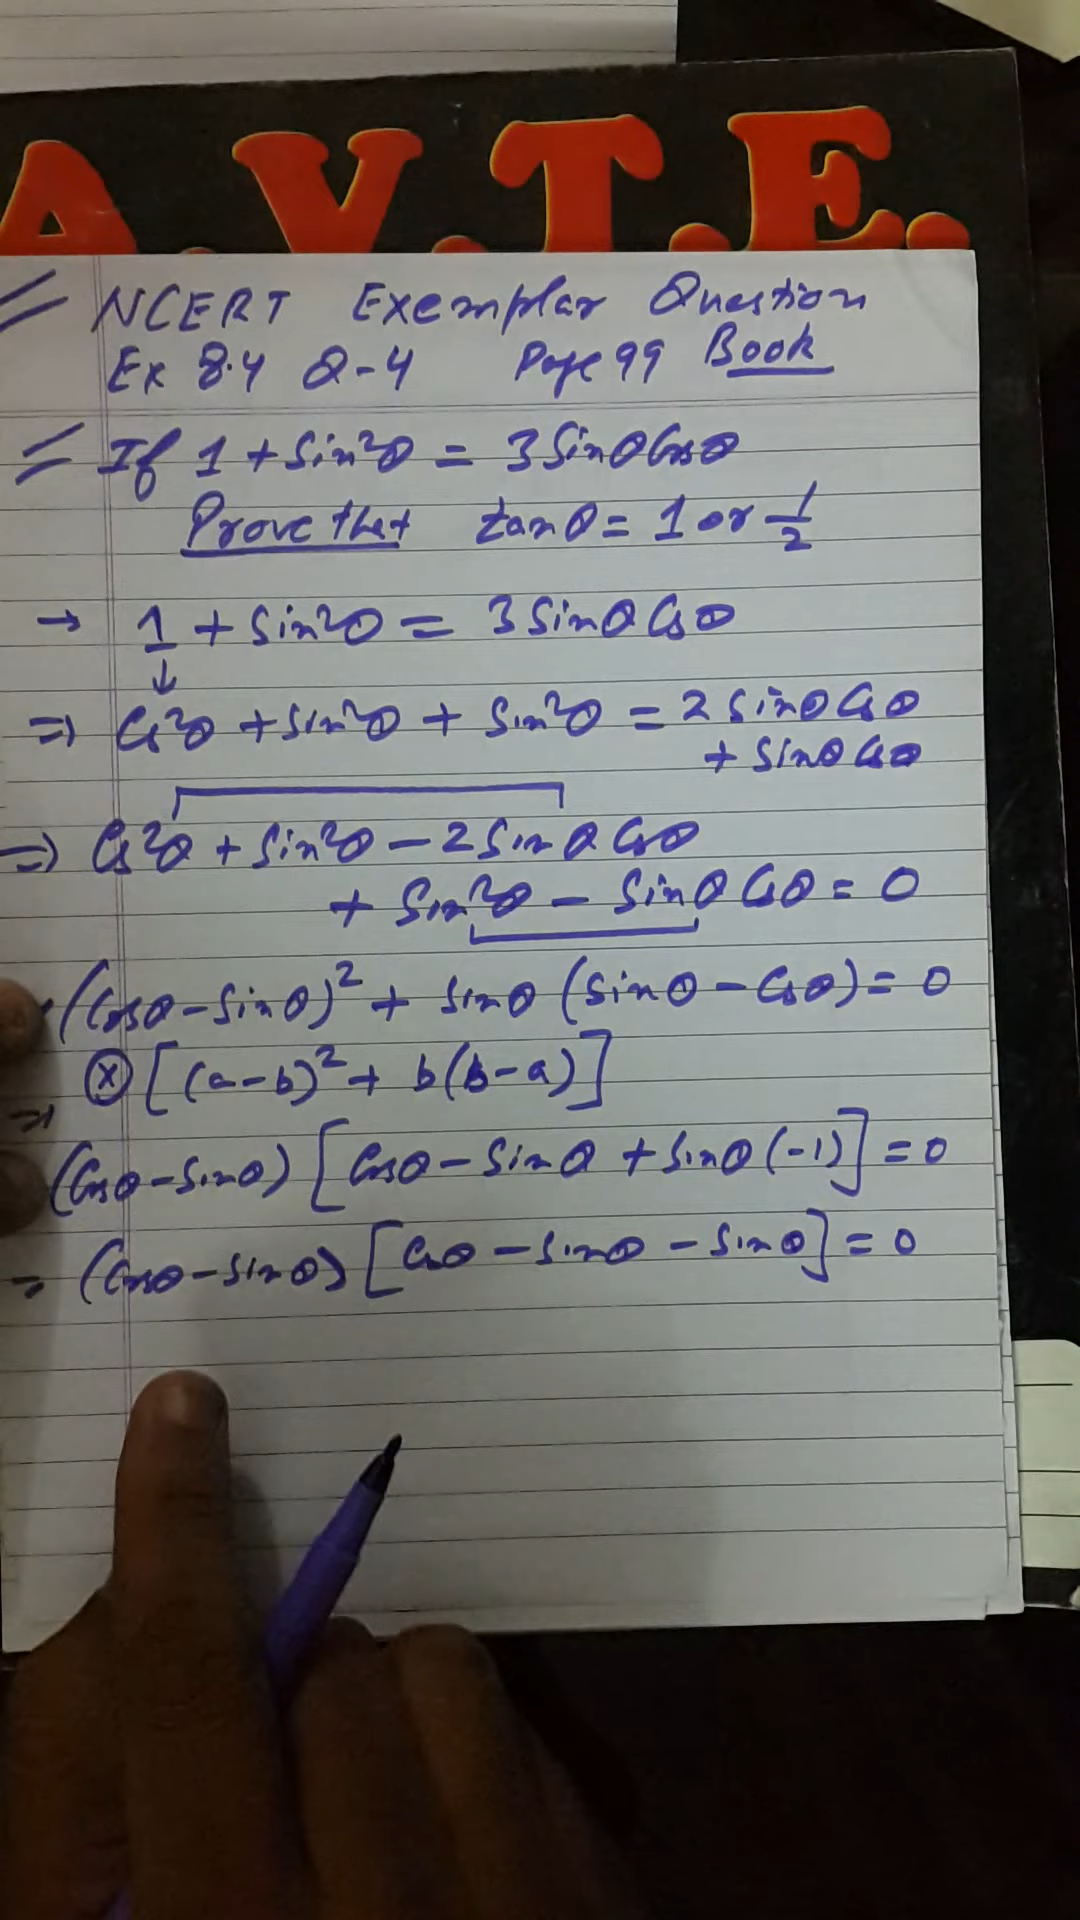 A.V.T.E.
NCERT Exemplar Question
Ex 8.4 Q-4 Page 99 Book
If 1 + Sin²θ = 3 Sinθ Cosθ
Prove that tanθ = 1 or 1/2
→ 1 + Sin²θ = 3 Sinθ Cosθ
↓
=> Cos²θ + Sin²θ + Sin²θ = 2 Sinθ Cosθ
+ Sinθ Cosθ
=> Cos²θ + Sin²θ - 2 Sinθ Cosθ
+ Sin²θ - Sinθ Cosθ = 0
(Cosθ - Sinθ)² + Sinθ (Sinθ - Cosθ) = 0
ⓧ [(a-b)² + b(b-a)]
=>
(Cosθ - Sinθ) [Cosθ - Sinθ + Sinθ (-1)] = 0
= (Cosθ - Sinθ) [Cosθ - Sinθ - Sinθ] = 0